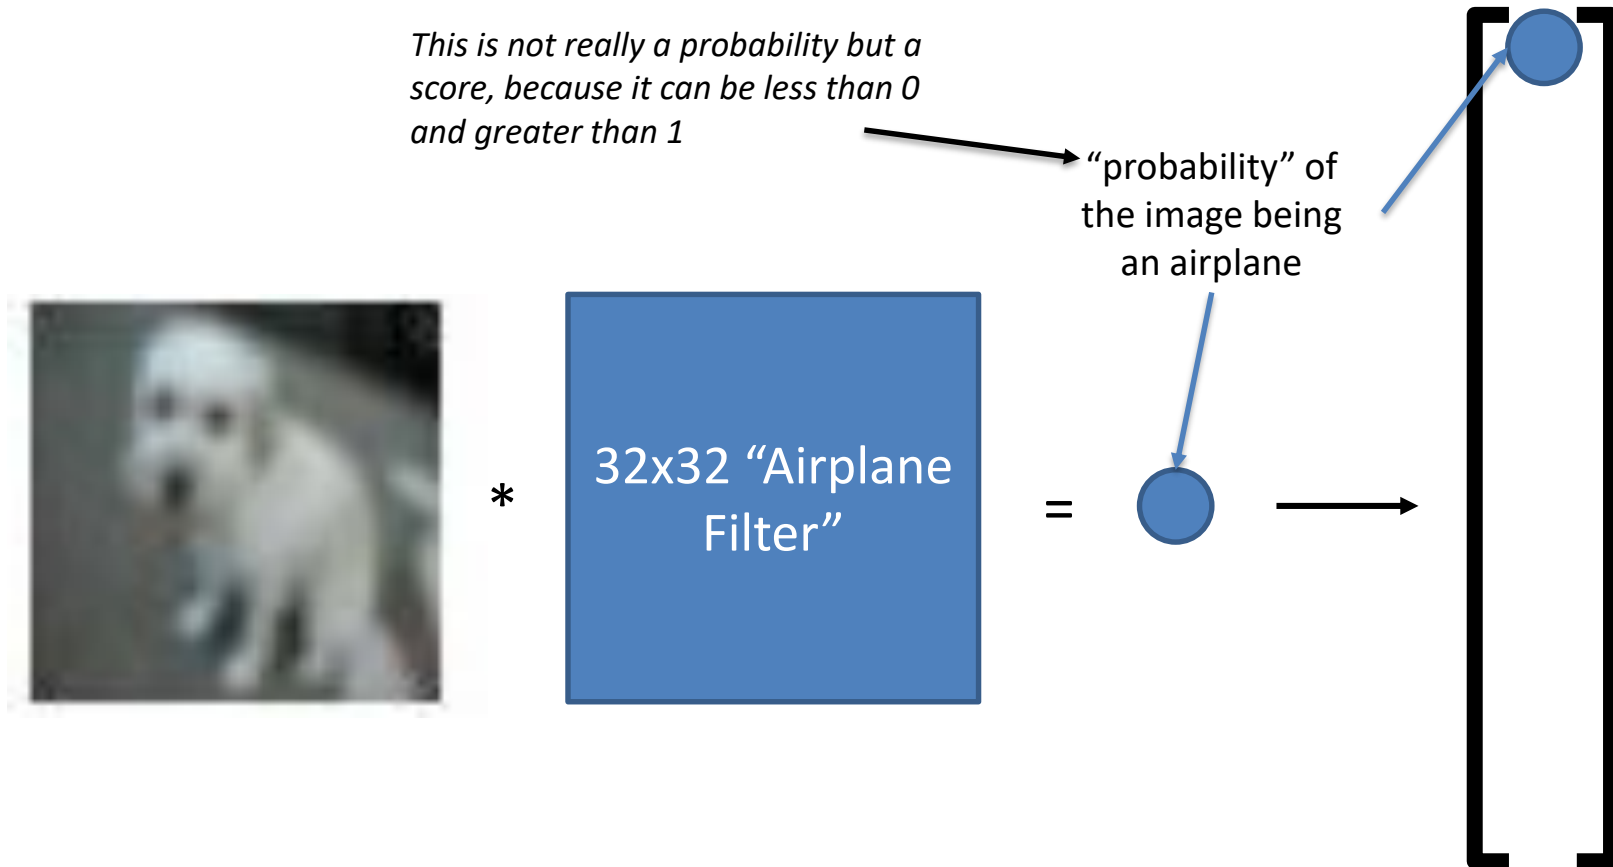 This is not really a probability but a
score, because it can be less than 0
and greater than 1
“probability” of
the image being
an airplane
32x32 “Airplane
Filter”
*
=